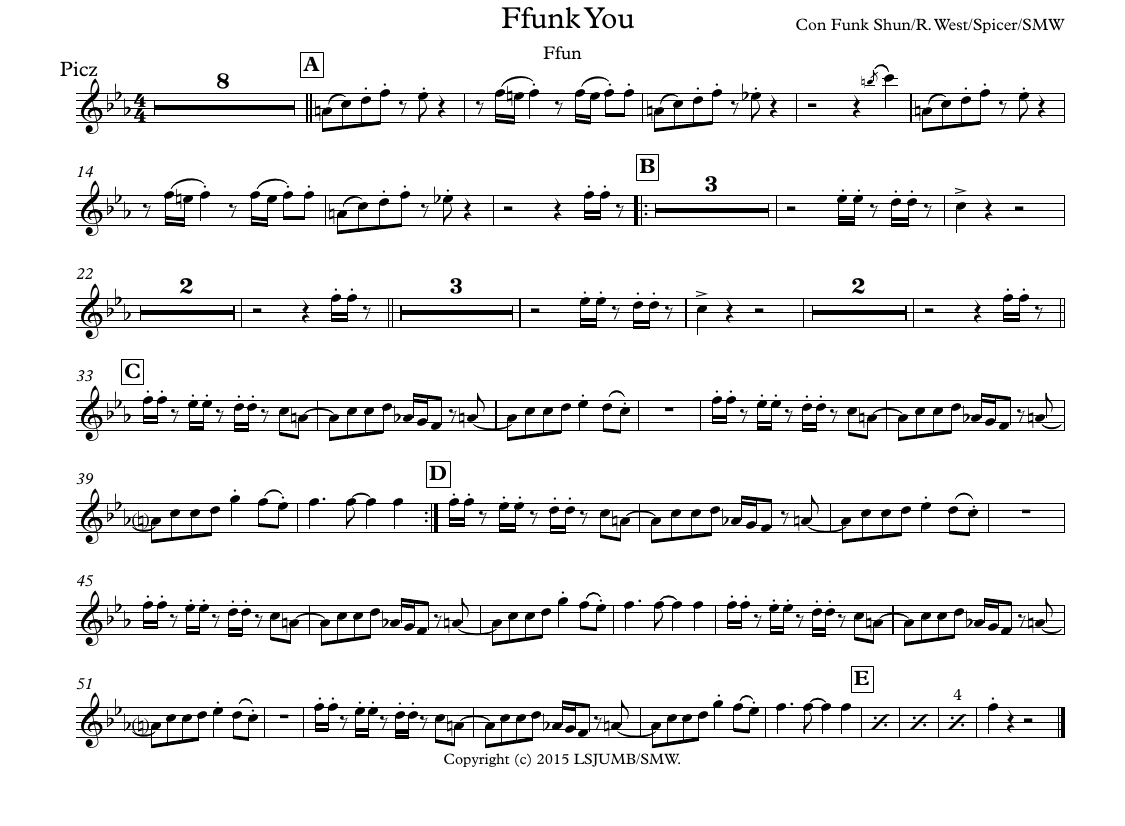 Ffunk You
Con Funk Shun/R. West/Spicer/SMW
Ffun
Picz
8
A
14
B
3
22
2
3
2
33
C
39
D
45
51
E
4
Copyright (c) 2015 LSJUMB/SMW.